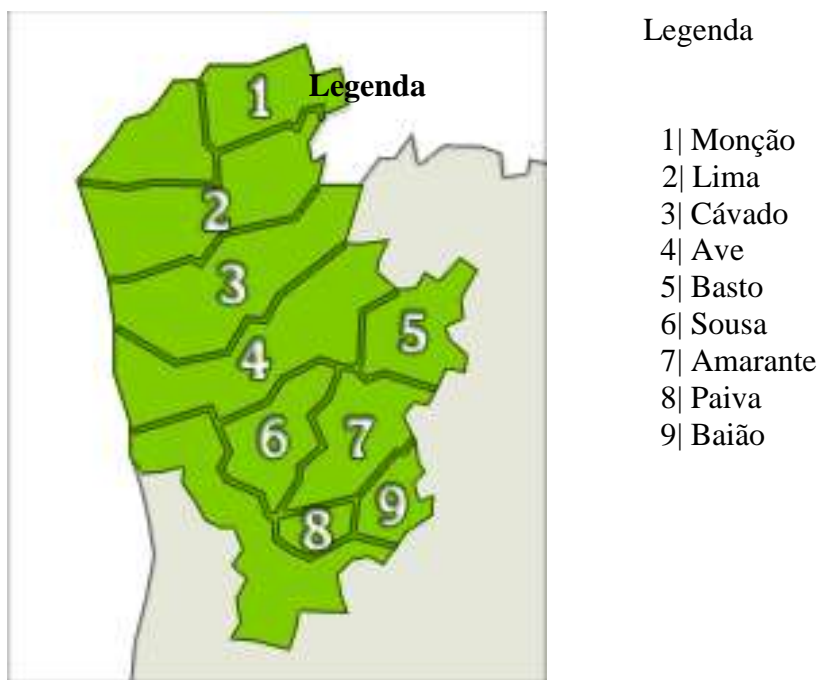 Legenda
Legenda
1| Monção
2| Lima
3| Cávado
4| Ave
5| Basto
6| Sousa
7| Amarante
8| Paiva
9| Baião
1
2
3
4
5
6
7
8
9